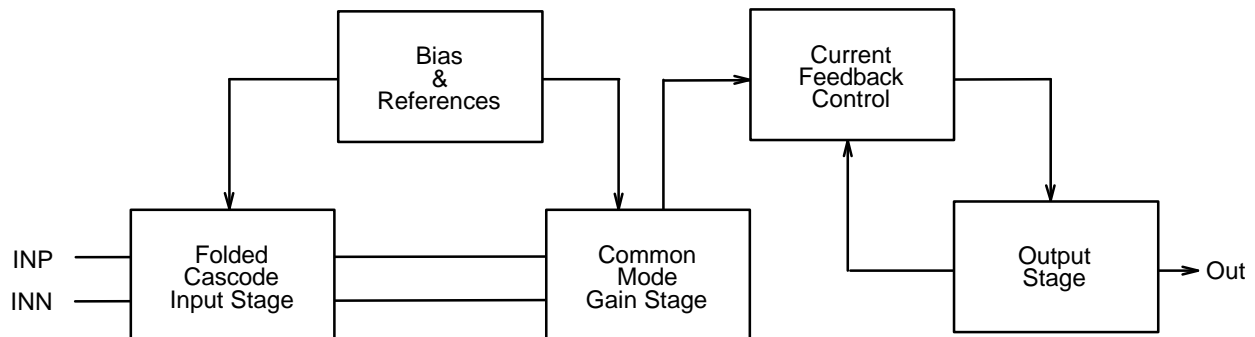 Bias
&
References
Current
Feedback
Control
INP
INN
Folded
Cascode
Input Stage
Common
Mode
Gain Stage
Output
Stage
Out